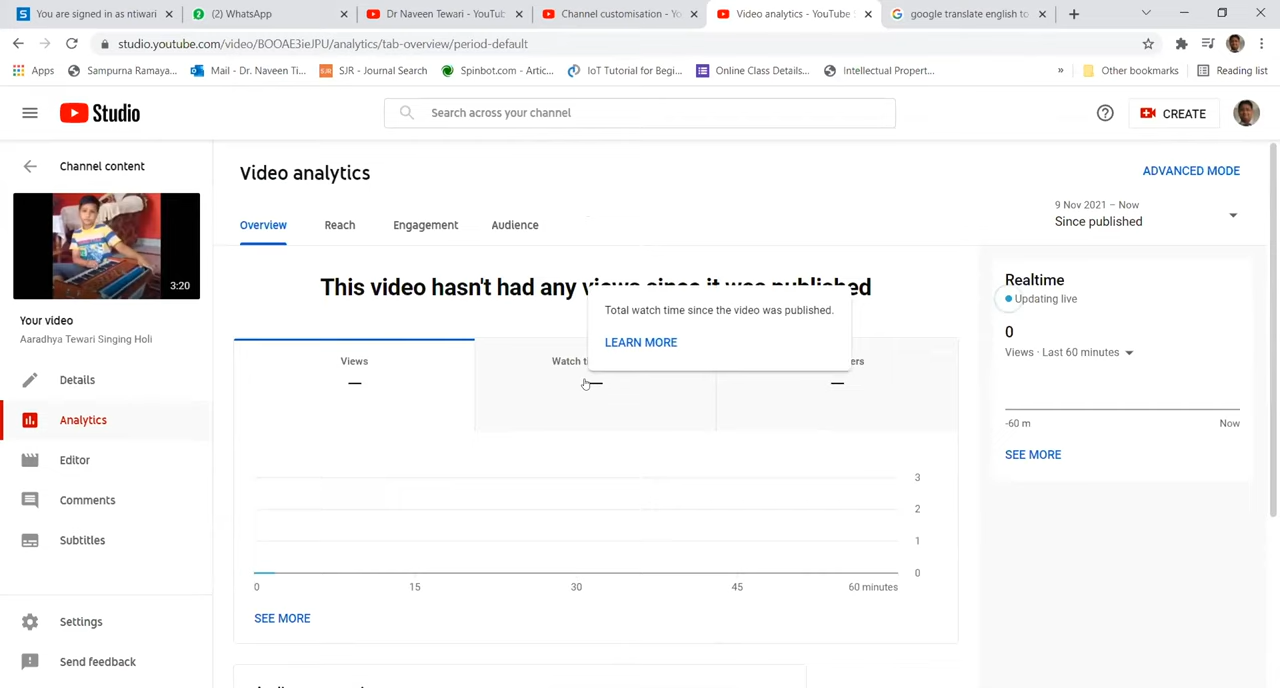 You are signed in as ntiwari
(2) WhatsApp
Dr Naveen Tewari - YouTub
Channel customisation - Yo
Video analytics - YouTube S
google translate english to
studio.youtube.com/video/BOOAE3ieJPU/analytics/tab-overview/period-default
Apps
Sampurna Ramaya...
Mail - Dr. Naveen Ti...
SJR
SJR - Journal Search
Spinbot.com - Artic...
IoT Tutorial for Begi...
Online Class Details...
Intellectual Propert...
»
Other bookmarks
Reading list
Studio
Search across your channel
CREATE
Channel content
3:20
Your video
Aaradhya Tewari Singing Holi
Details
Analytics
Editor
Comments
Subtitles
Settings
Send feedback
Video analytics
ADVANCED MODE
9 Nov 2021 – Now
Since published
Overview
Reach
Engagement
Audience
This video hasn't had any views since it was published
Total watch time since the video was published.
LEARN MORE
Views
—
Watch
—
—
3
2
1
0
0
15
30
45
60 minutes
SEE MORE
Realtime
Updating live
0
Views · Last 60 minutes
-60 m
Now
SEE MORE